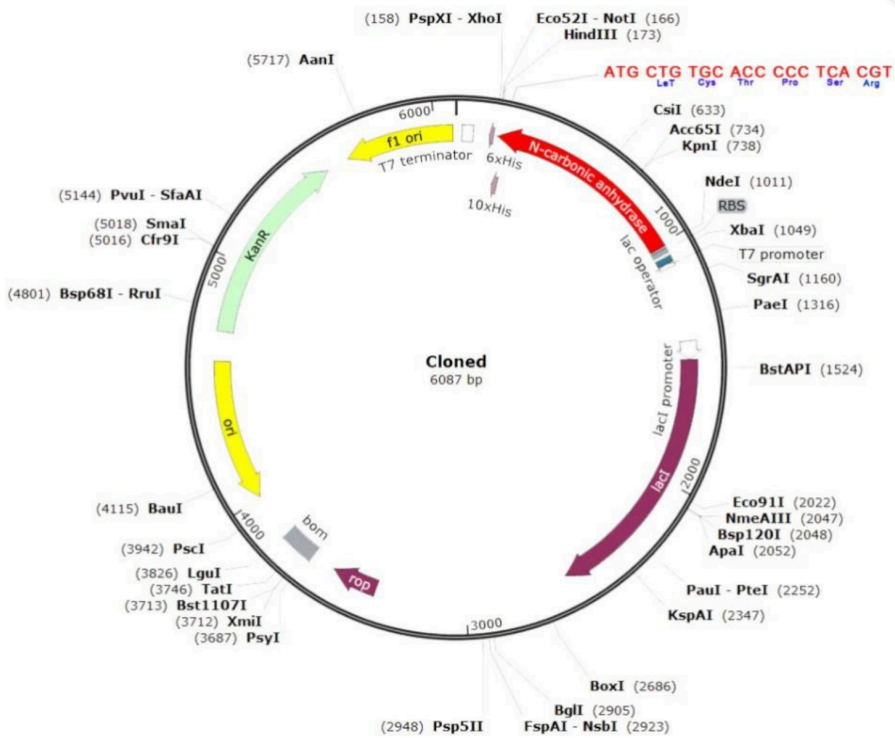 (158) PspXI - XhoI
Eco52I - NotI (166)
HindIII (173)
(5717) AanI
ATG CTG TGC ACC CCC TCA CGT
LeT Cys Thr Pro Ser Arg
6000
f1 ori
T7 terminator
6xHis
10xHis
N-carbonic anhydrase
CsiI (633)
Acc65I (734)
KpnI (738)
NdeI (1011)
RBS
1000
XbaI (1049)
T7 promoter
lac operator
SgrAI (1160)
PaeI (1316)
(5144) PvuI - SfaAI
(5018) SmaI
(5016) Cfr9I
KanR
5000
(4801) Bsp68I - RruI
Cloned
6087 bp
lacI promoter
BstAPI (1524)
lacI
2000
ori
Eco91I (2022)
NmeAIII (2047)
Bsp120I (2048)
ApaI (2052)
(4115) BauI
4000
bom
(3942) PscI
(3826) LguI
(3746) TatI
(3713) Bst1107I
(3712) XmiI
(3687) PsyI
rop
PauI - PteI (2252)
KspAI (2347)
3000
BoxI (2686)
BglI (2905)
(2948) Psp5II
FspAI - NsbI (2923)